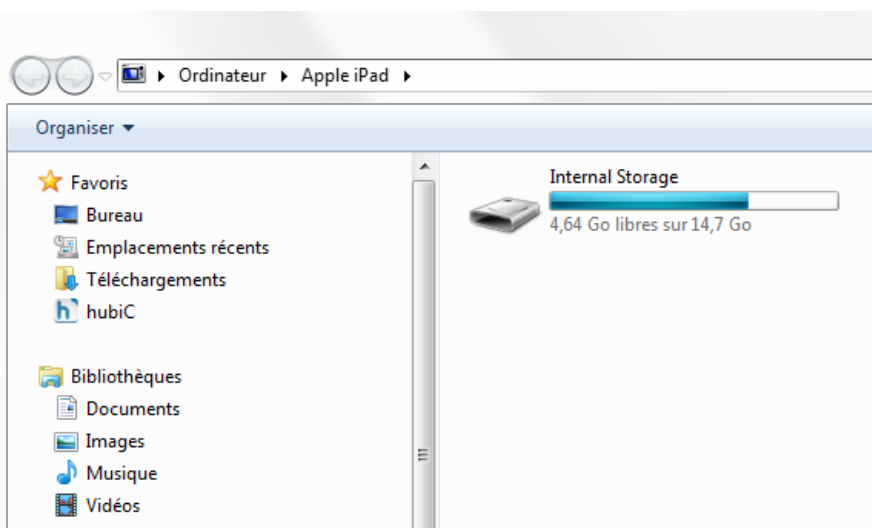 Ordinateur Apple iPad
Organiser
Favoris
Bureau
Emplacements récents
Téléchargements
hubiC
Bibliothèques
Documents
Images
Musique
Vidéos
Internal Storage
4,64 Go libres sur 14,7 Go